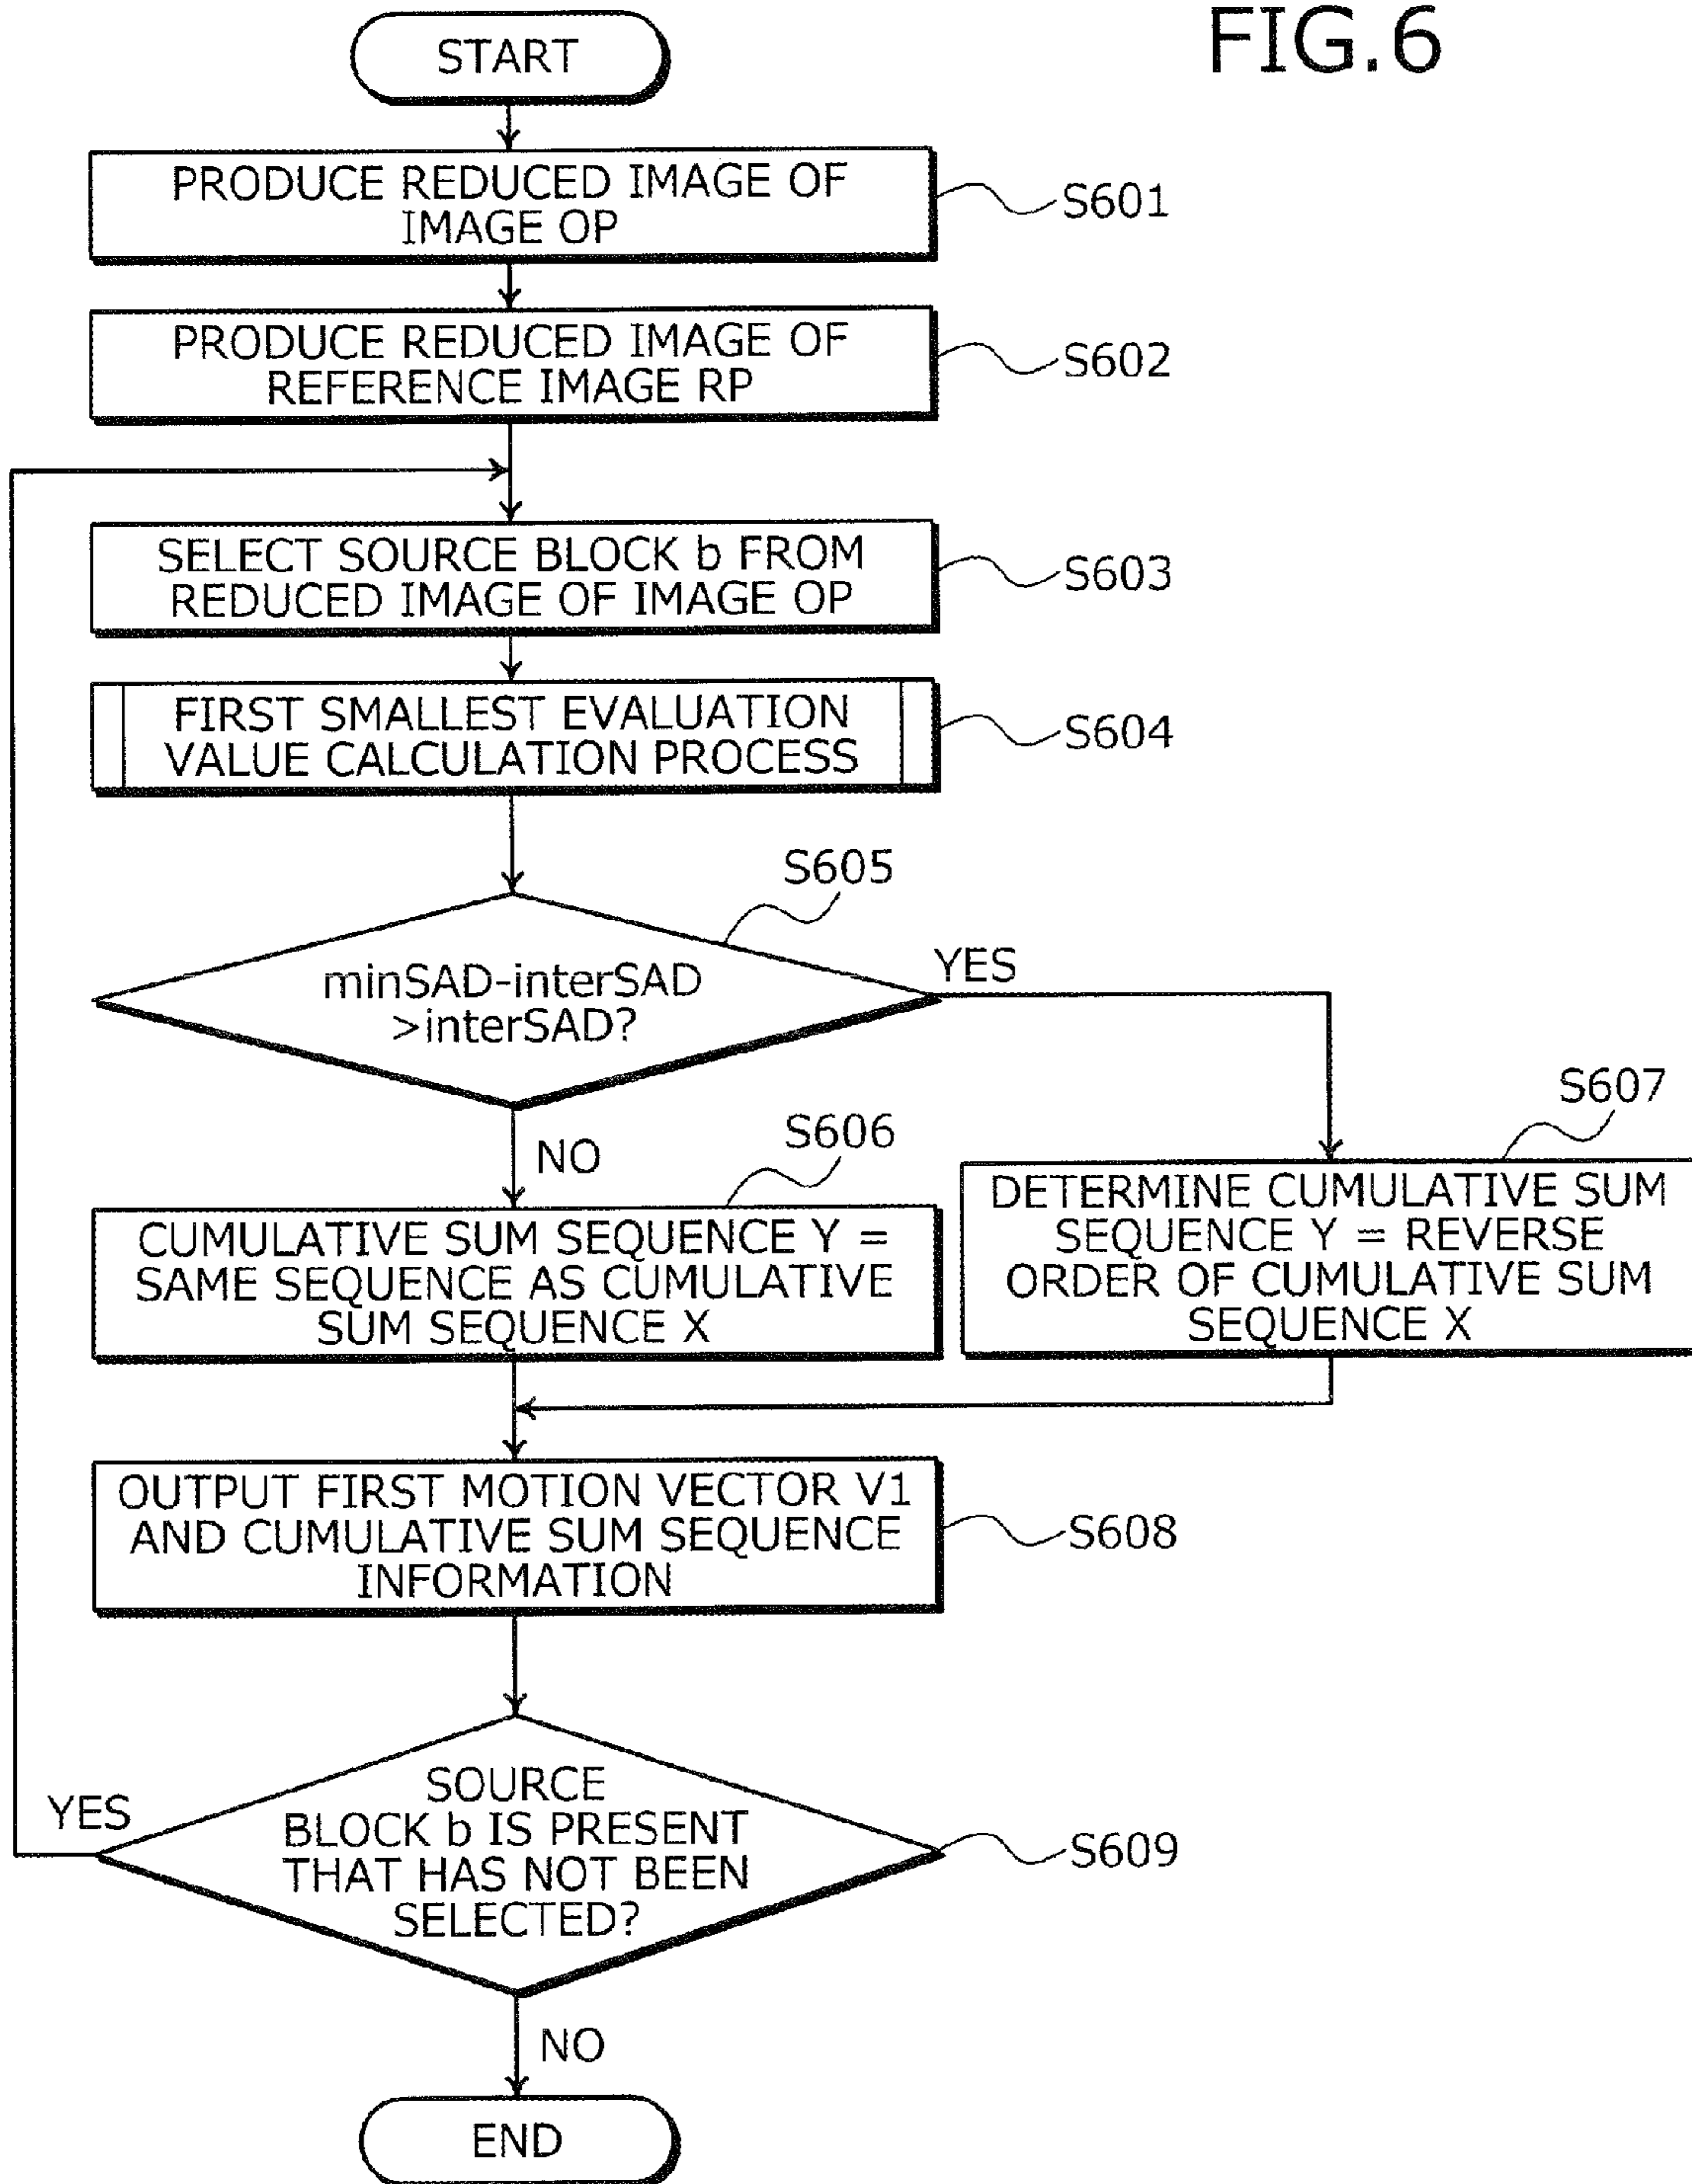 FIG.6
START
PRODUCE REDUCED IMAGE OF
IMAGE OP
S601
PRODUCE REDUCED IMAGE OF
REFERENCE IMAGE RP
S602
SELECT SOURCE BLOCK b FROM
REDUCED IMAGE OF IMAGE OP
S603
FIRST SMALLEST EVALUATION
VALUE CALCULATION PROCESS
S604
S605
minSAD-interSAD
>interSAD?
YES
NO
S606
CUMULATIVE SUM SEQUENCE Y =
SAME SEQUENCE AS CUMULATIVE
SUM SEQUENCE X
S607
DETERMINE CUMULATIVE SUM
SEQUENCE Y = REVERSE
ORDER OF CUMULATIVE SUM
SEQUENCE X
OUTPUT FIRST MOTION VECTOR V1
AND CUMULATIVE SUM SEQUENCE
INFORMATION
S608
SOURCE
BLOCK b IS PRESENT
THAT HAS NOT BEEN
SELECTED?
YES
S609
NO
END